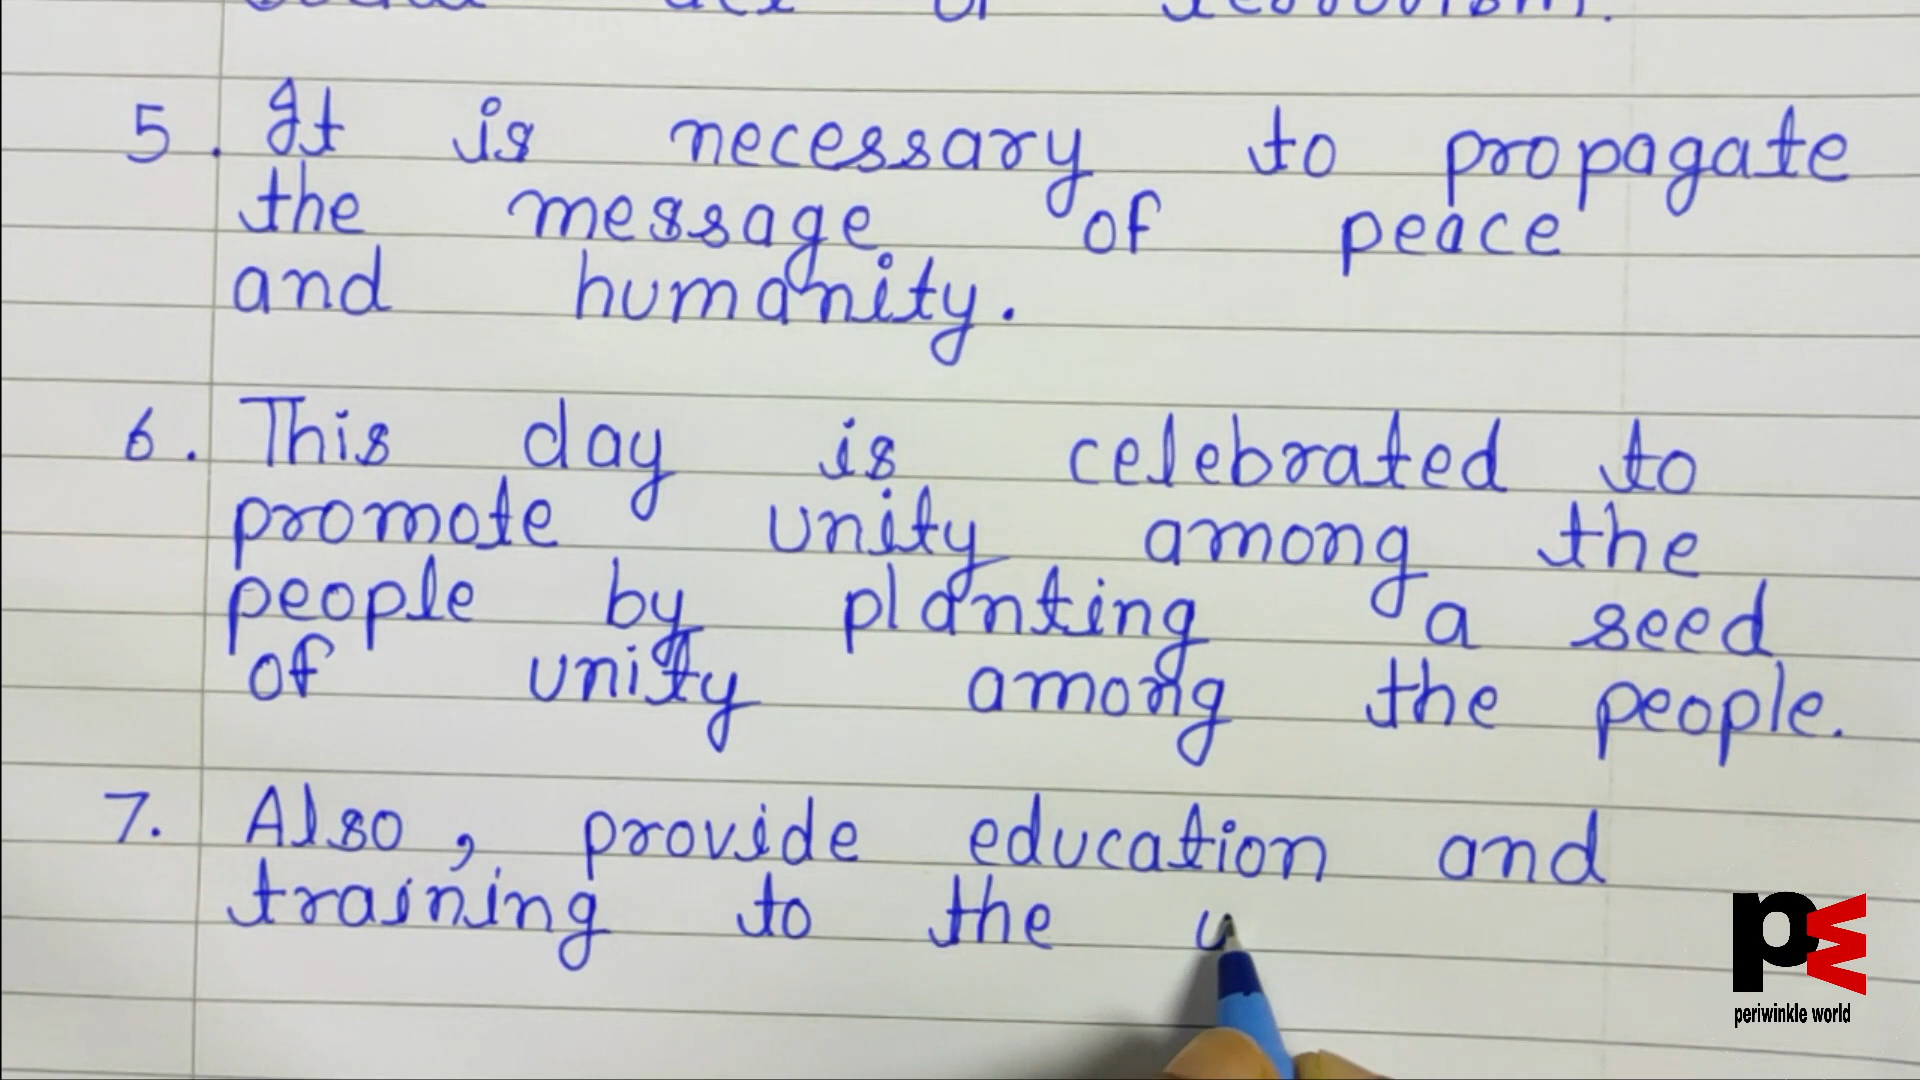 5. It is necessary to propagate
the message of peace
and humanity.
6. This day is celebrated to
promote unity among the
people by planting a seed
of unity among the people.
7. Also, provide education and
training to the
periwinkle world